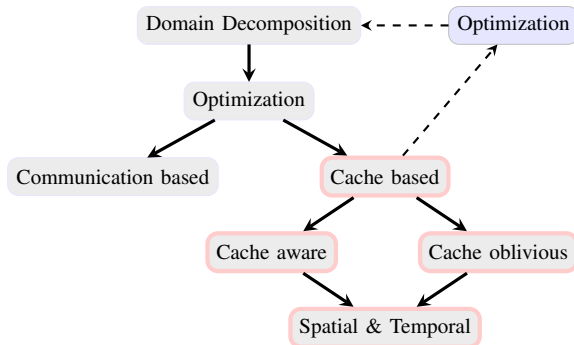 Domain Decomposition
Optimization
Optimization
Communication based
Cache based
Cache aware
Cache oblivious
Spatial & Temporal